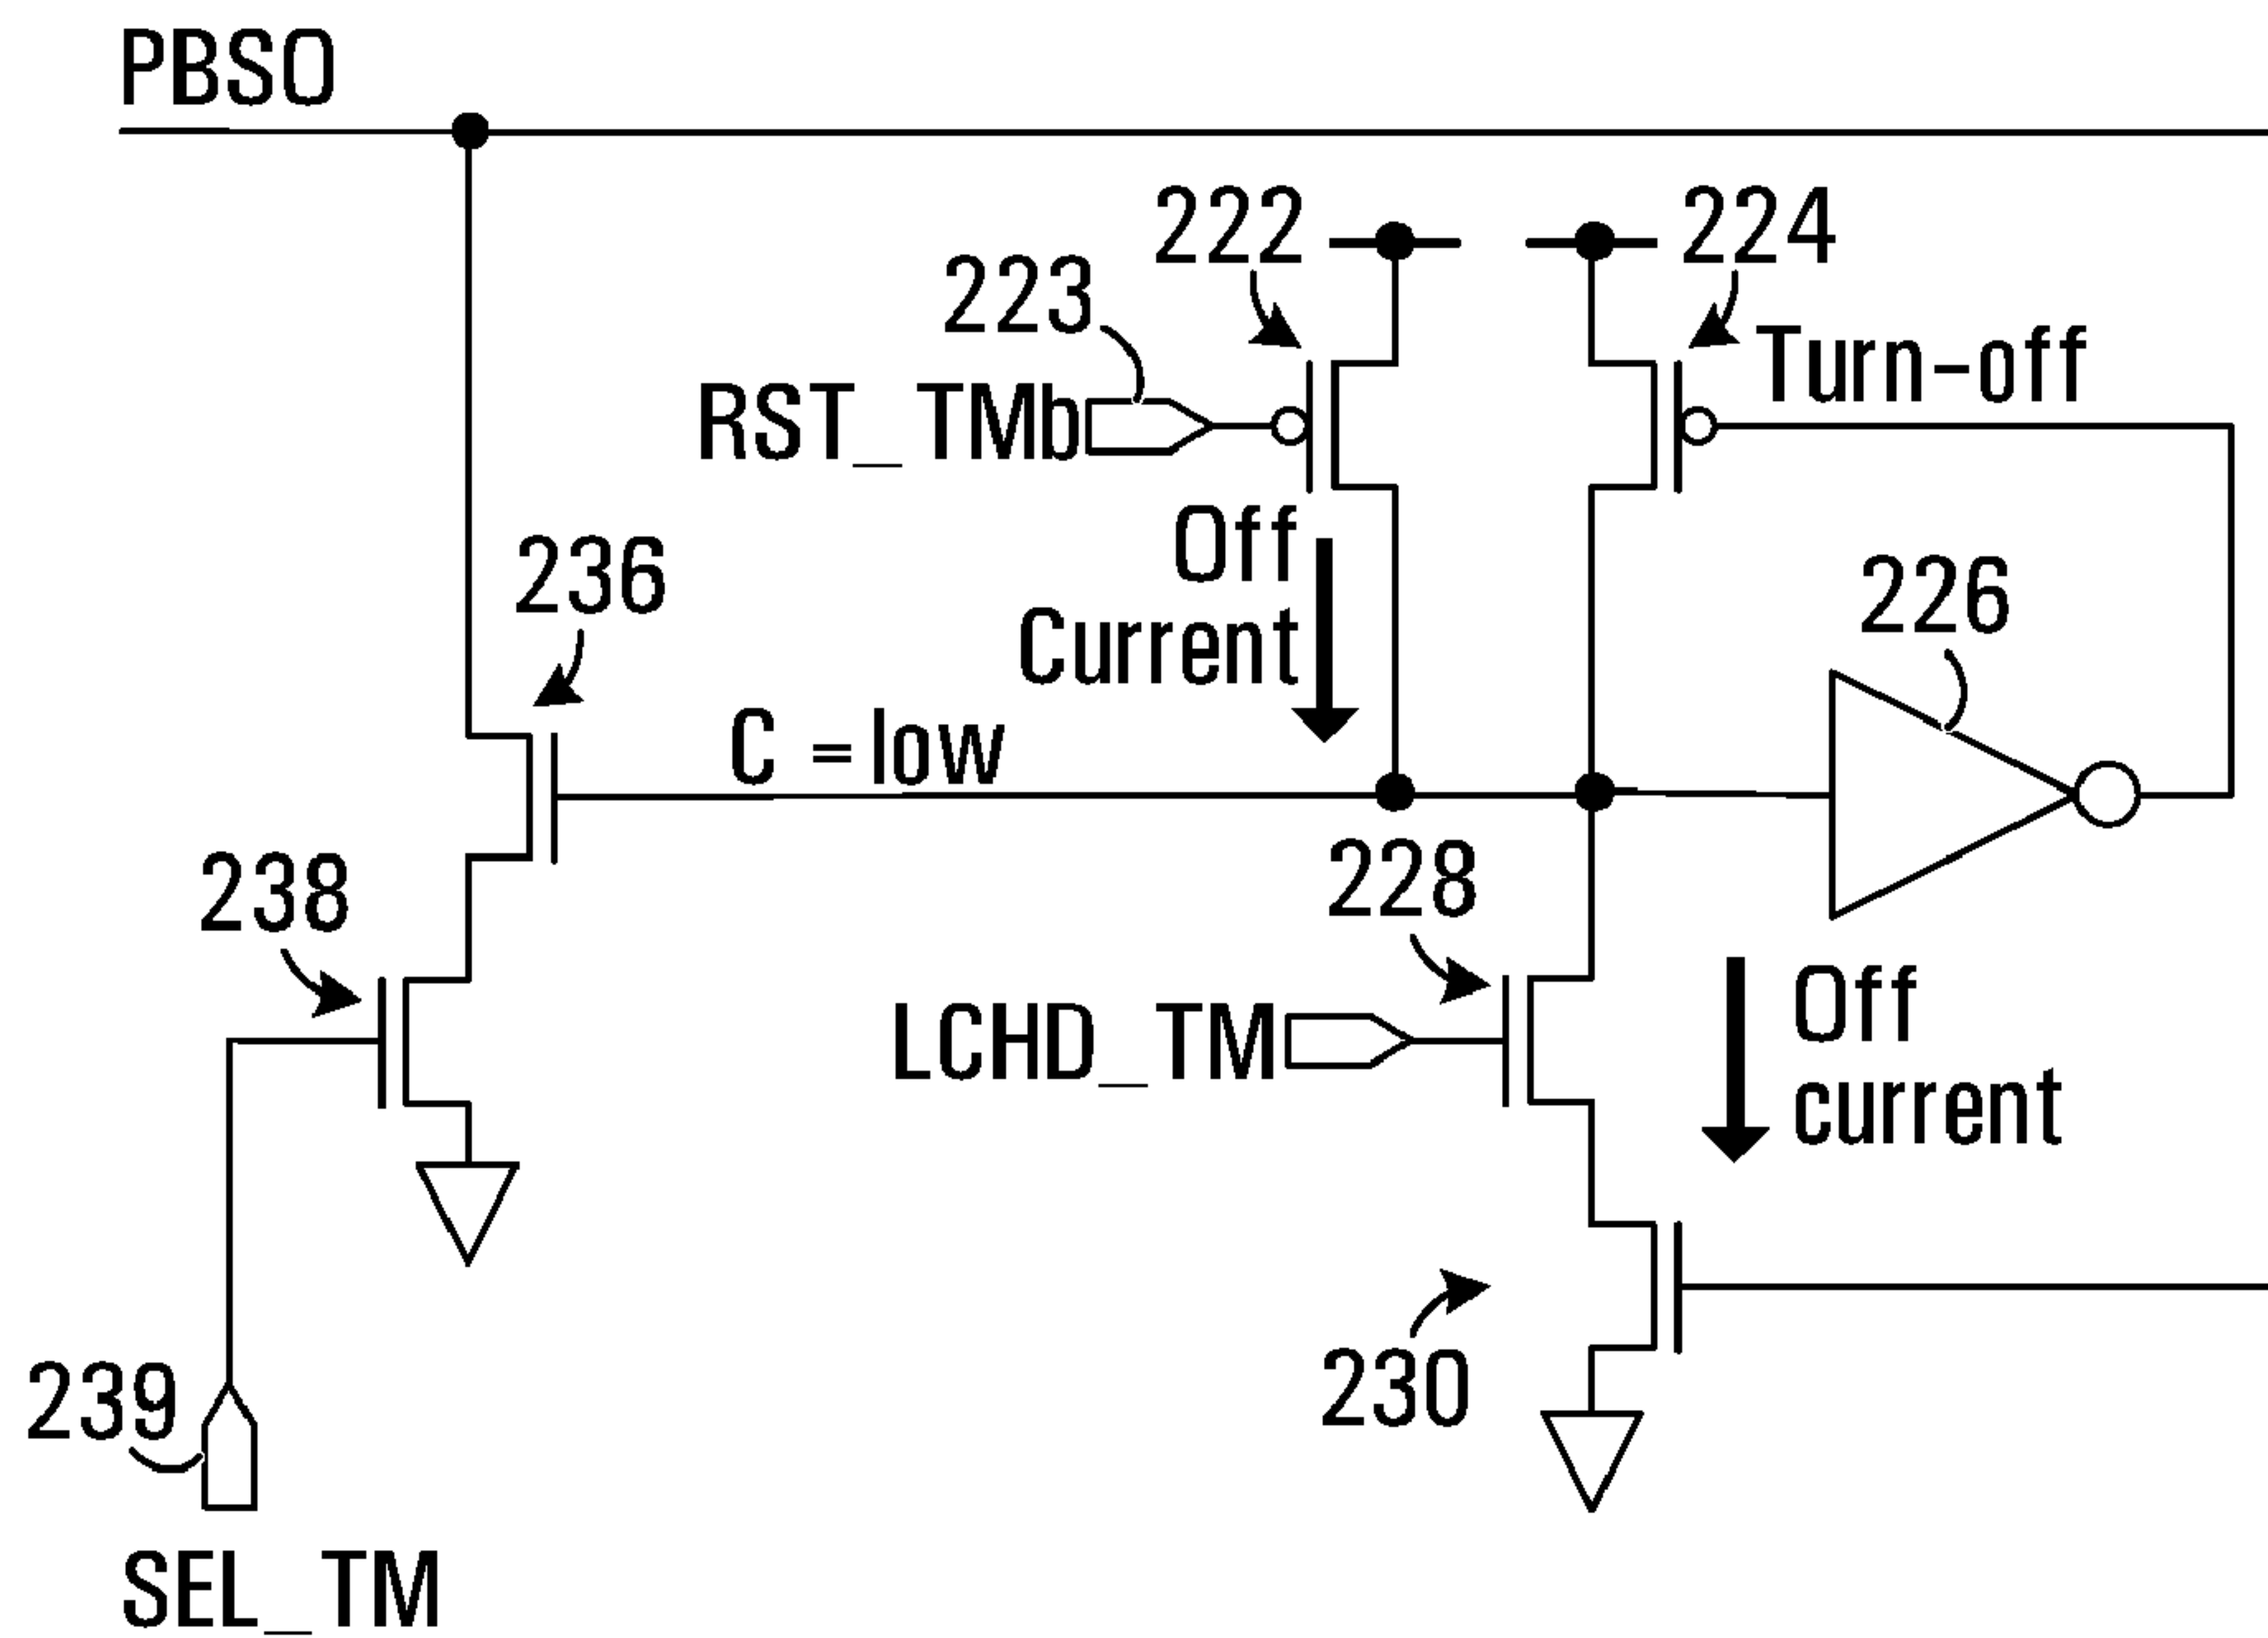 PBSO
222
224
223
Turn-off
RST_TMb
Off
Current
236
226
C = low
238
228
Off
current
LCHD_TM
239
230
SEL_TM